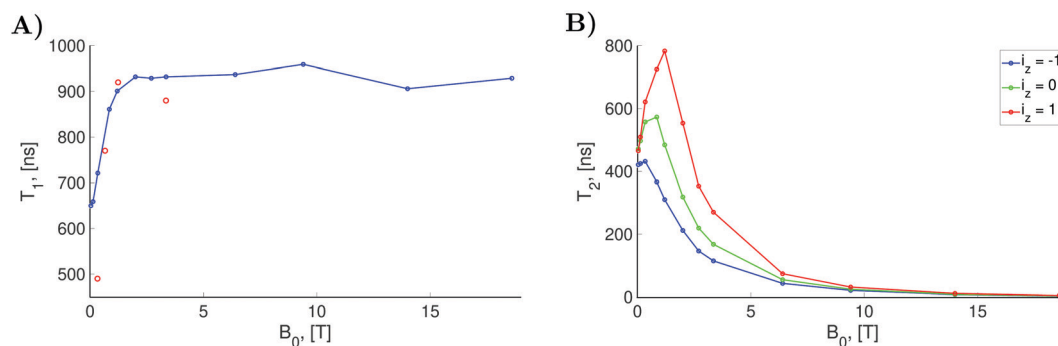 A)
1000
900
800
700
600
500
T1, [ns]
0
5
10
15
B0, [T]
B)
800
600
400
200
0
T2, [ns]
0
5
10
15
B0, [T]
iz = -1
iz = 0
iz = 1